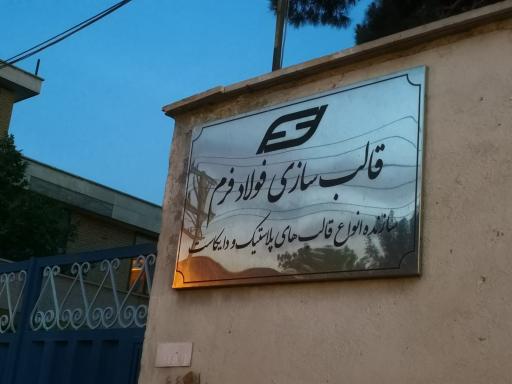 قالب سازی فولاد فرم
سازنده انواع قالب های پلاستیک و دایکاست